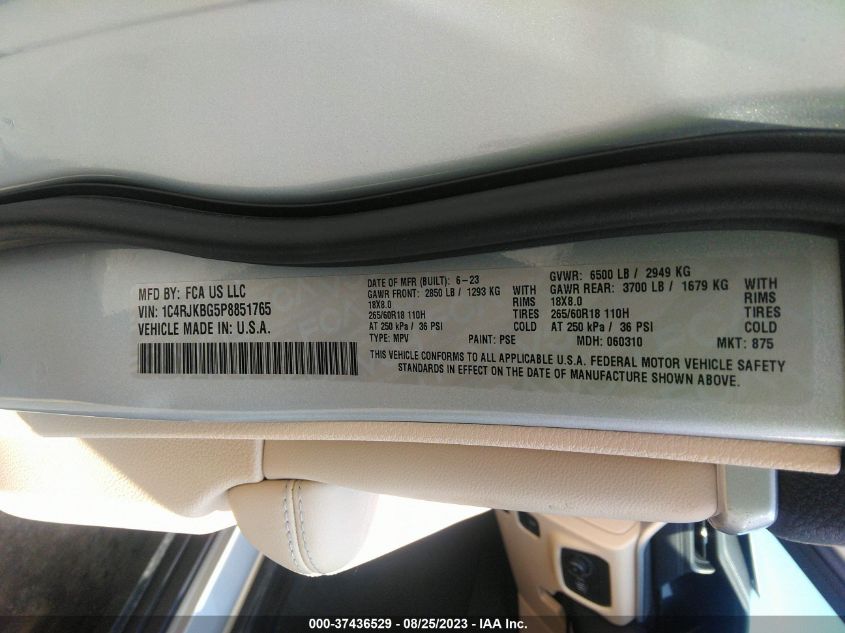 MFD BY: FCA US LLC
VIN: 1C4RJKBG5P8851765
VEHICLE MADE IN: U.S.A.
DATE OF MFR (BUILT): 6-23
GAWR FRONT: 2850 LB / 1293 KG WITH
18X8.0 RIMS
265/60R18 110H TIRES
AT 250 kPa / 36 PSI COLD
TYPE: MPV PAINT: PSE
GVWR: 6500 LB / 2949 KG
GAWR REAR: 3700 LB / 1679 KG WITH
18X8.0 RIMS
265/60R18 110H TIRES
AT 250 kPa / 36 PSI COLD
MDH: 060310 MKT: 875
THIS VEHICLE CONFORMS TO ALL APPLICABLE U.S.A. FEDERAL MOTOR VEHICLE SAFETY
STANDARDS IN EFFECT ON THE DATE OF MANUFACTURE SHOWN ABOVE.
000-37436529 - 08/25/2023 - IAA Inc.